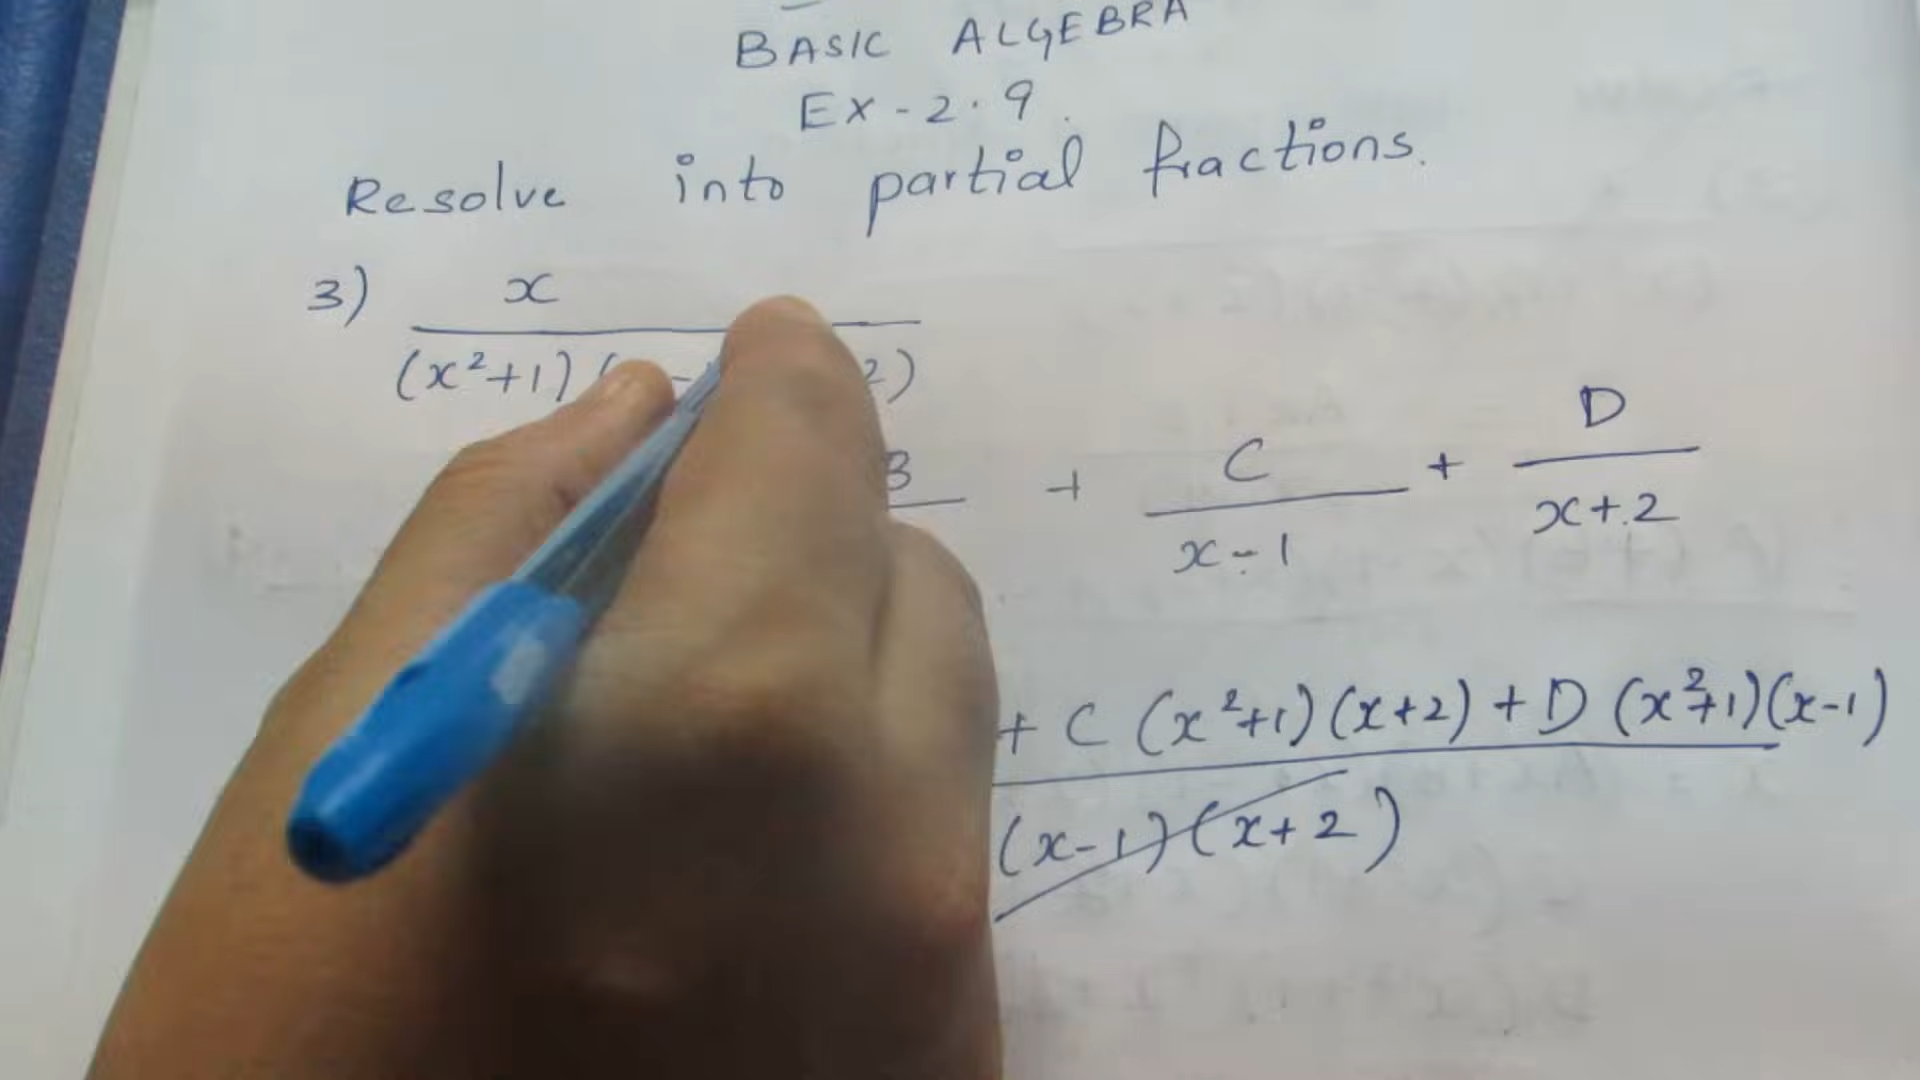 BASIC ALGEBRA
EX - 2.9.
Resolve into partial fractions.
3) x
(x²+1) ( - 2)
B + C + D
x - 1 x + 2
+ C (x²+1)(x+2) + D (x²+1)(x-1)
(x-1)(x+2)